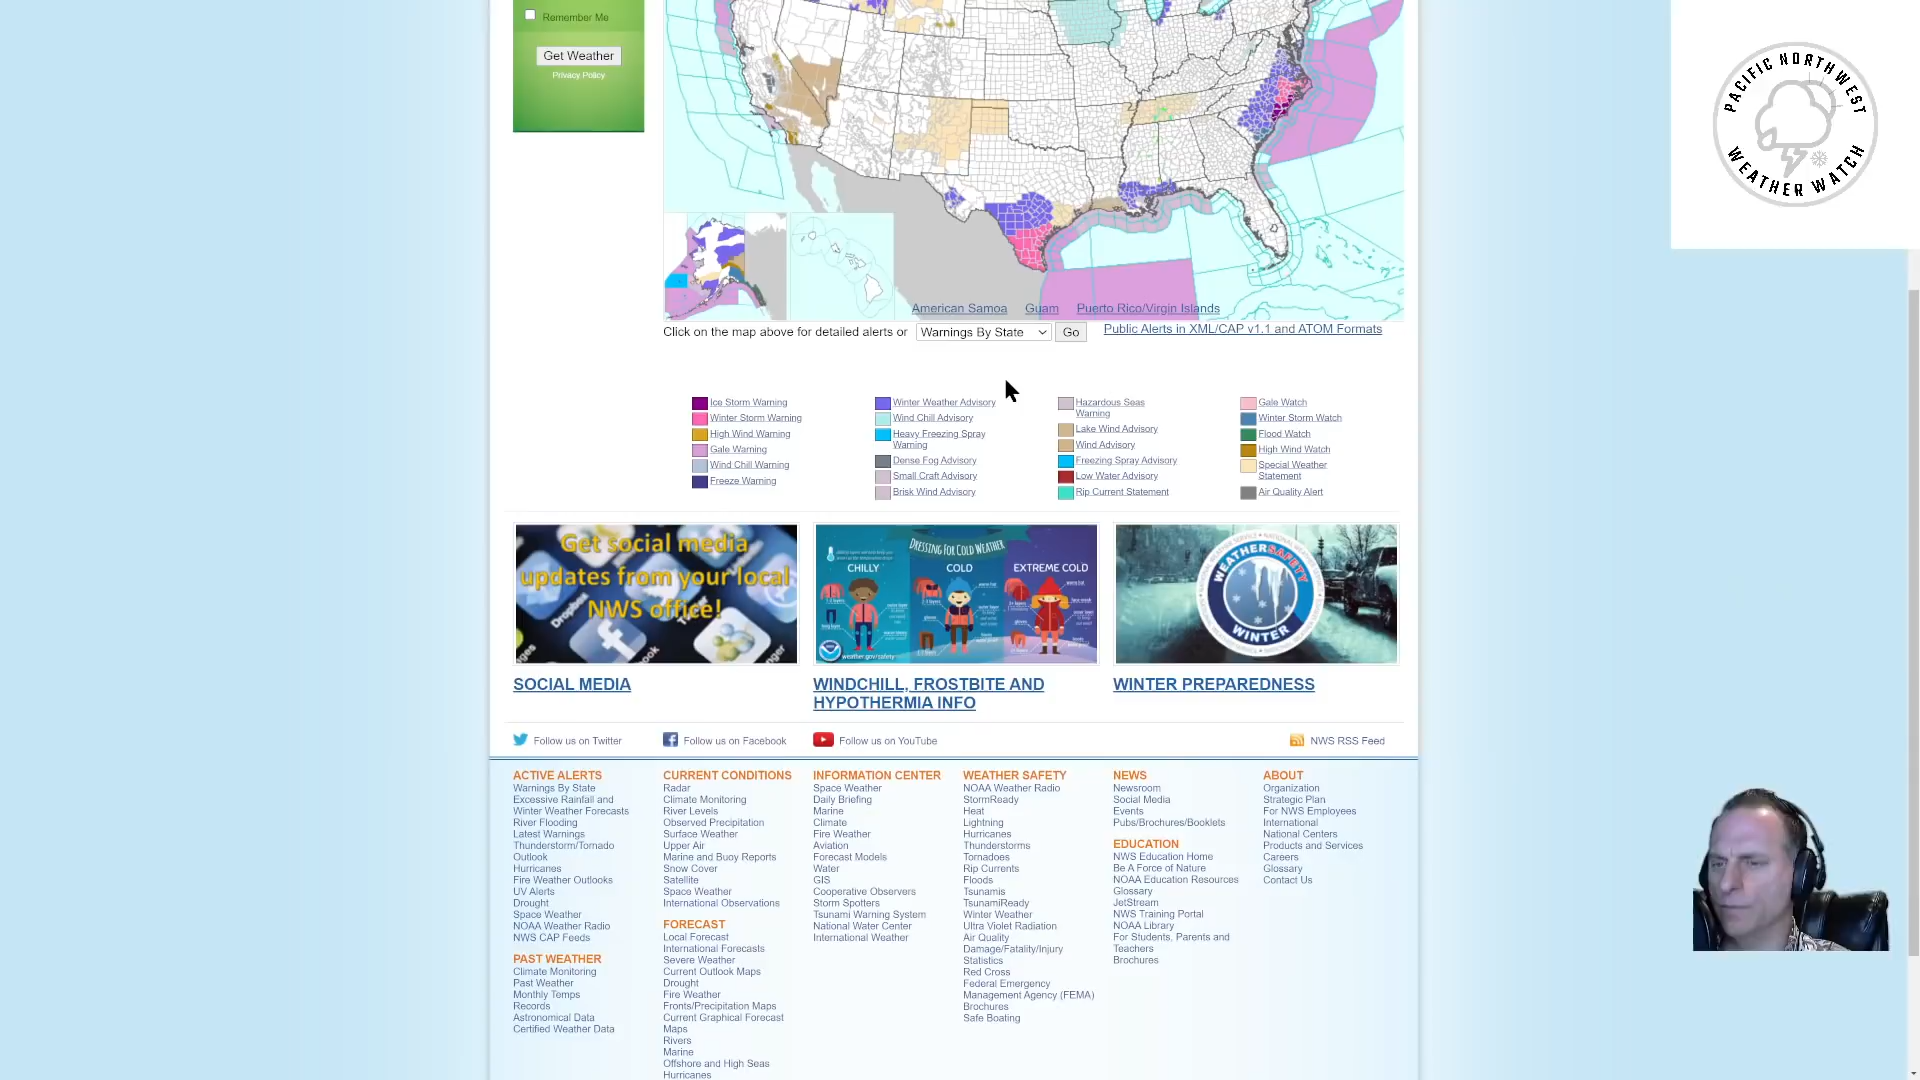 Remember Me
Get Weather
Privacy Policy
PACIFIC NORTHWEST
WEATHER WATCH
American Samoa
Guam
Puerto Rico/Virgin Islands
Click on the map above for detailed alerts or
Warnings By State
Go
Public Alerts in XML/CAP v1.1 and ATOM Formats
Ice Storm Warning
Winter Storm Warning
High Wind Warning
Gale Warning
Wind Chill Warning
Freeze Warning
Winter Weather Advisory
Wind Chill Advisory
Heavy Freezing Spray
Warning
Dense Fog Advisory
Small Craft Advisory
Brisk Wind Advisory
Hazardous Seas
Warning
Lake Wind Advisory
Wind Advisory
Freezing Spray Advisory
Low Water Advisory
Rip Current Statement
Gale Watch
Winter Storm Watch
Flood Watch
High Wind Watch
Special Weather
Statement
Air Quality Alert
Get social media
updates from your local
NWS office!
Dropbox
DRESSING FOR COLD WEATHER
CHILLY
COLD
EXTREME COLD
weather.gov/safety
WEATHER SAFETY
WINTER
SOCIAL MEDIA
WINDCHILL, FROSTBITE AND
HYPOTHERMIA INFO
WINTER PREPAREDNESS
Follow us on Twitter
Follow us on Facebook
Follow us on YouTube
NWS RSS Feed
ACTIVE ALERTS
Warnings By State
Excessive Rainfall and
Winter Weather Forecasts
River Flooding
Latest Warnings
Thunderstorm/Tornado
Outlook
Hurricanes
Fire Weather Outlooks
UV Alerts
Drought
Space Weather
NOAA Weather Radio
NWS CAP Feeds
PAST WEATHER
Climate Monitoring
Past Weather
Monthly Temps
Records
Astronomical Data
Certified Weather Data
CURRENT CONDITIONS
Radar
Climate Monitoring
River Levels
Observed Precipitation
Surface Weather
Upper Air
Marine and Buoy Reports
Snow Cover
Satellite
Space Weather
International Observations
FORECAST
Local Forecast
International Forecasts
Severe Weather
Current Outlook Maps
Drought
Fire Weather
Fronts/Precipitation Maps
Current Graphical Forecast
Maps
Rivers
Marine
Offshore and High Seas
Hurricanes
INFORMATION CENTER
Space Weather
Daily Briefing
Marine
Climate
Fire Weather
Aviation
Forecast Models
Water
GIS
Cooperative Observers
Storm Spotters
Tsunami Warning System
National Water Center
International Weather
WEATHER SAFETY
NOAA Weather Radio
StormReady
Heat
Lightning
Hurricanes
Thunderstorms
Tornadoes
Rip Currents
Floods
Tsunamis
TsunamiReady
Winter Weather
Ultra Violet Radiation
Air Quality
Damage/Fatality/Injury
Statistics
Red Cross
Federal Emergency
Management Agency (FEMA)
Brochures
Safe Boating
NEWS
Newsroom
Social Media
Events
Pubs/Brochures/Booklets
EDUCATION
NWS Education Home
Be A Force of Nature
NOAA Education Resources
Glossary
JetStream
NWS Training Portal
NOAA Library
For Students, Parents and
Teachers
Brochures
ABOUT
Organization
Strategic Plan
For NWS Employees
International
National Centers
Products and Services
Careers
Glossary
Contact Us